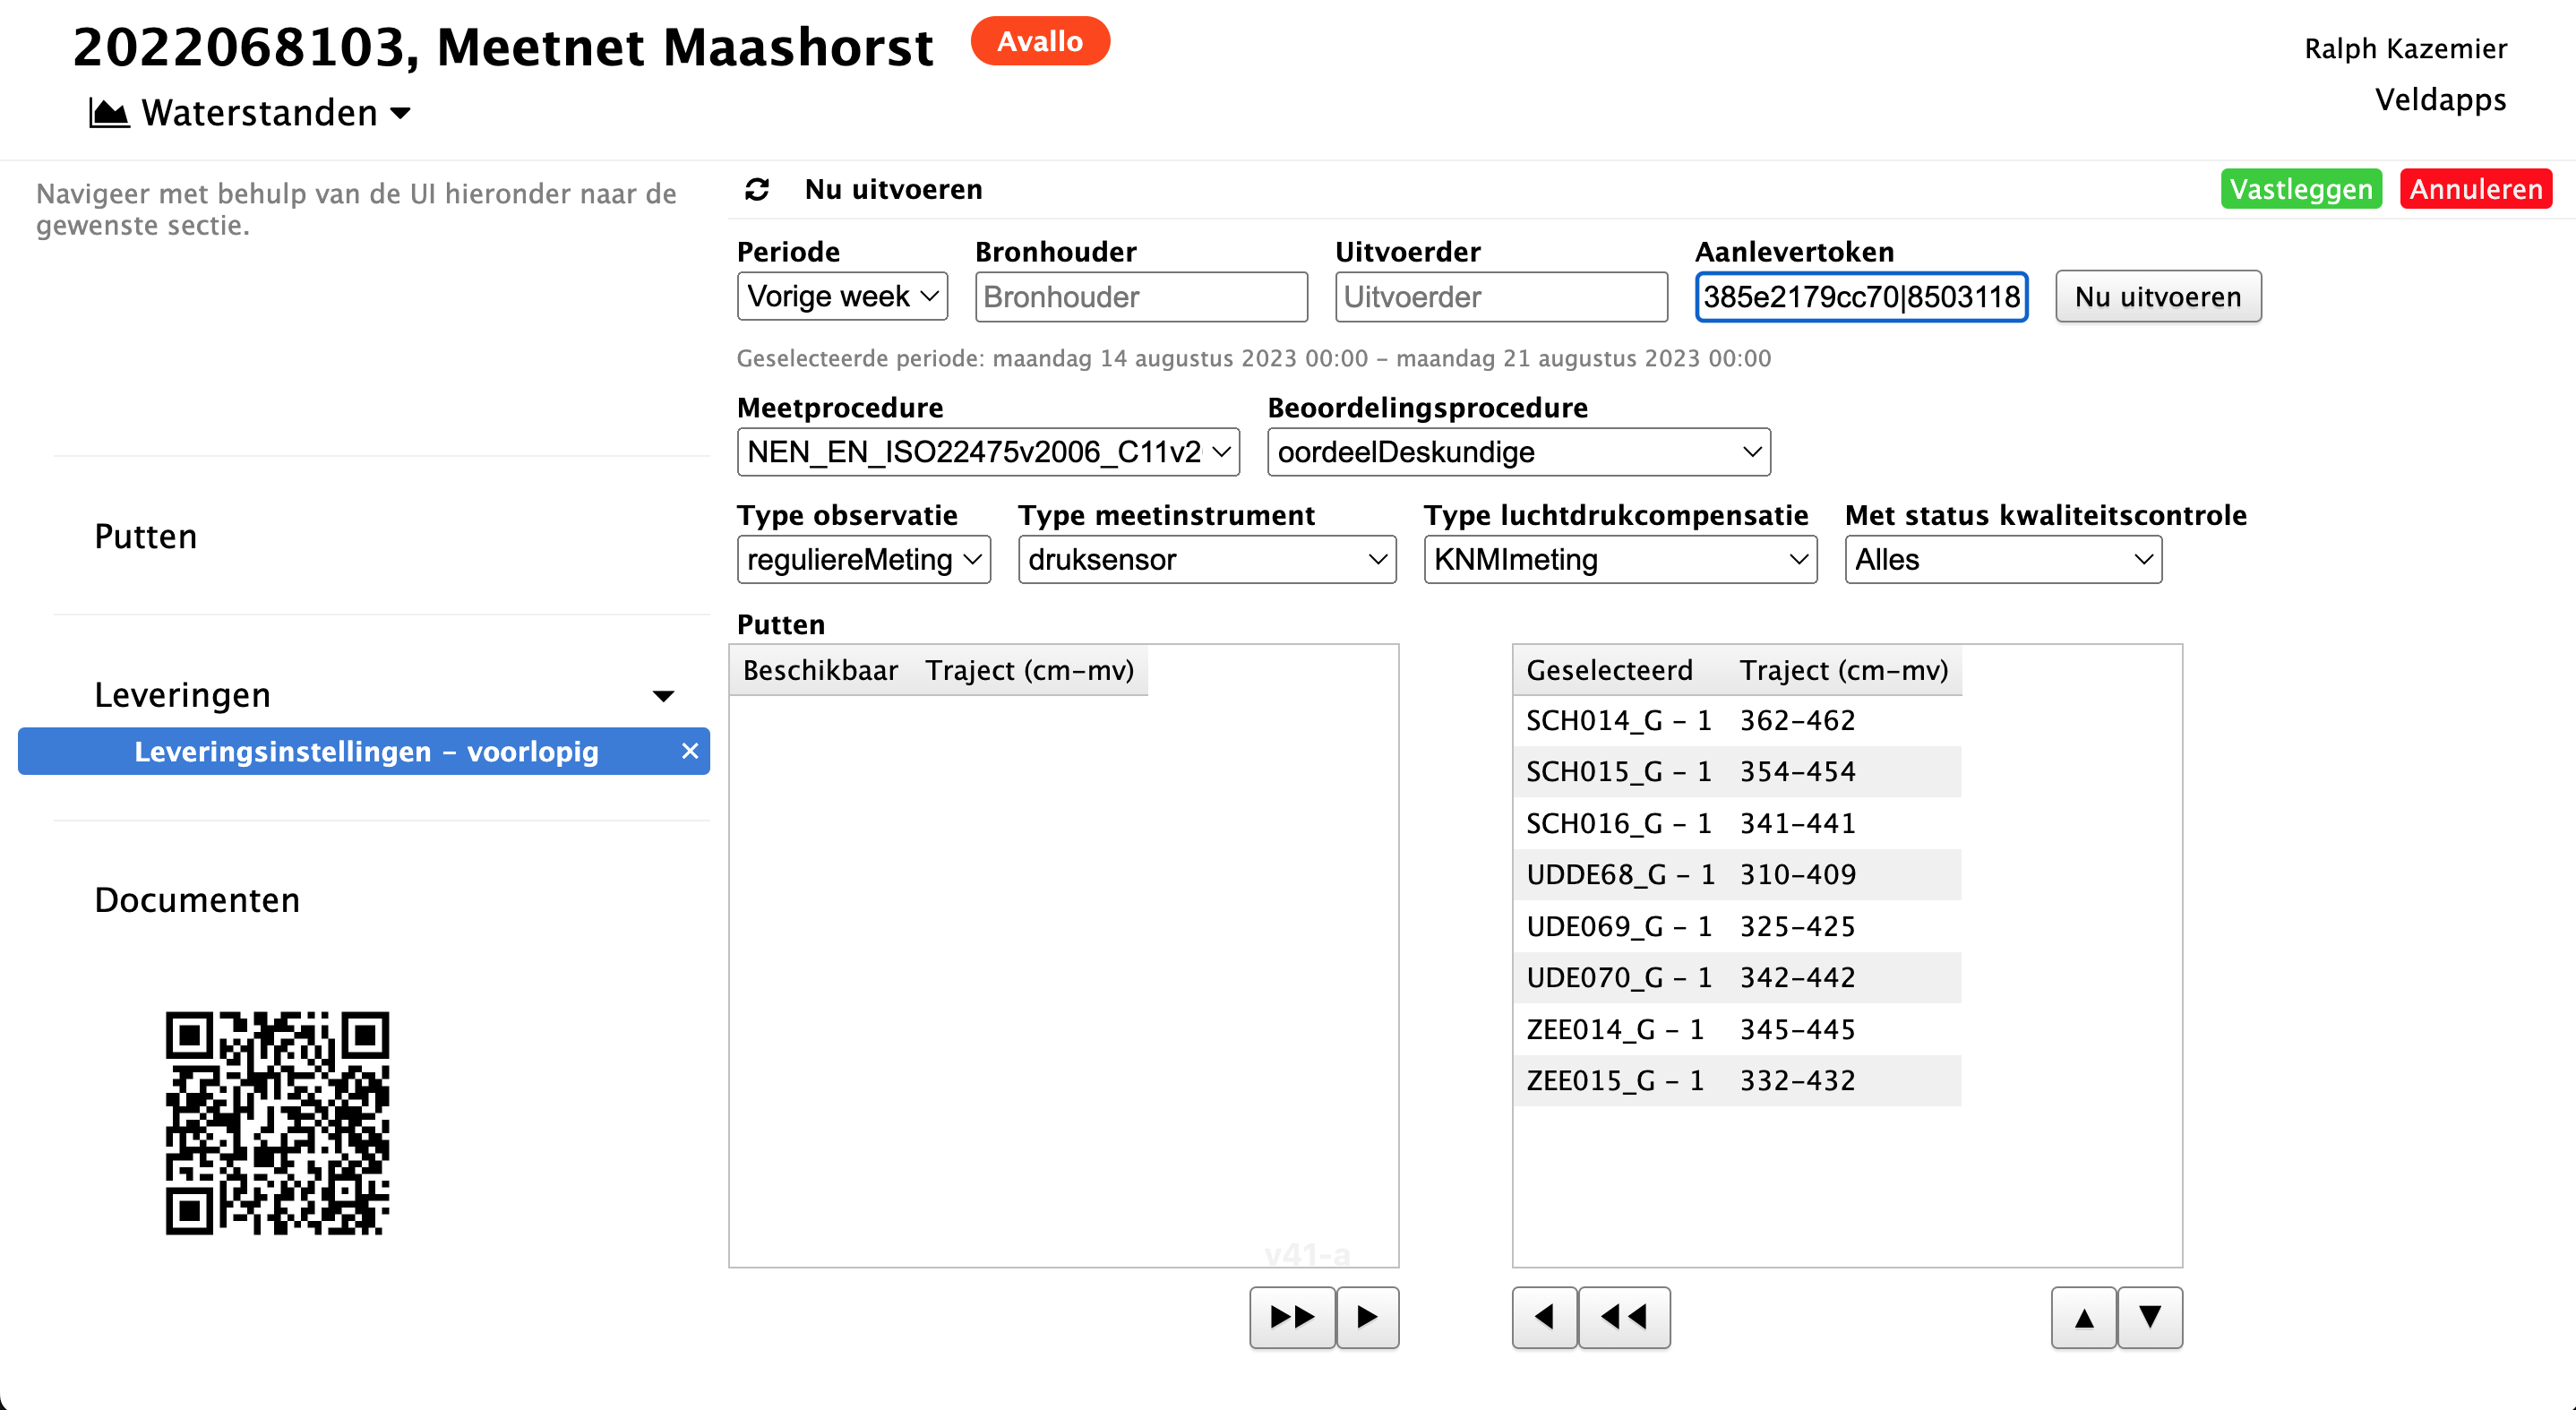 2022068103, Meetnet Maashorst
Avallo
Ralph Kazemier
Waterstanden
Veldapps
Navigeer met behulp van de UI hieronder naar de
gewenste sectie.
Putten
Leveringen
Leveringsinstellingen - voorlopig ×
Documenten
Nu uitvoeren
Vastleggen
Annuleren
Periode Bronhouder Uitvoerder Aanlevertoken
Vorige week Bronhouder Uitvoerder 385e2179cc70|8503118 Nu uitvoeren
Geselecteerde periode: maandag 14 augustus 2023 00:00 - maandag 21 augustus 2023 00:00
Meetprocedure Beoordelingsprocedure
NEN_EN_ISO22475v2006_C11v2 oordeelDeskundige
Type observatie Type meetinstrument Type luchtdrukcompensatie Met status kwaliteitscontrole
reguliereMeting druksensor KNMImeting Alles
Putten
Beschikbaar Traject (cm-mv)
v41-a
Geselecteerd Traject (cm-mv)
SCH014_G - 1 362-462
SCH015_G - 1 354-454
SCH016_G - 1 341-441
UDDE68_G - 1 310-409
UDE069_G - 1 325-425
UDE070_G - 1 342-442
ZEE014_G - 1 345-445
ZEE015_G - 1 332-432